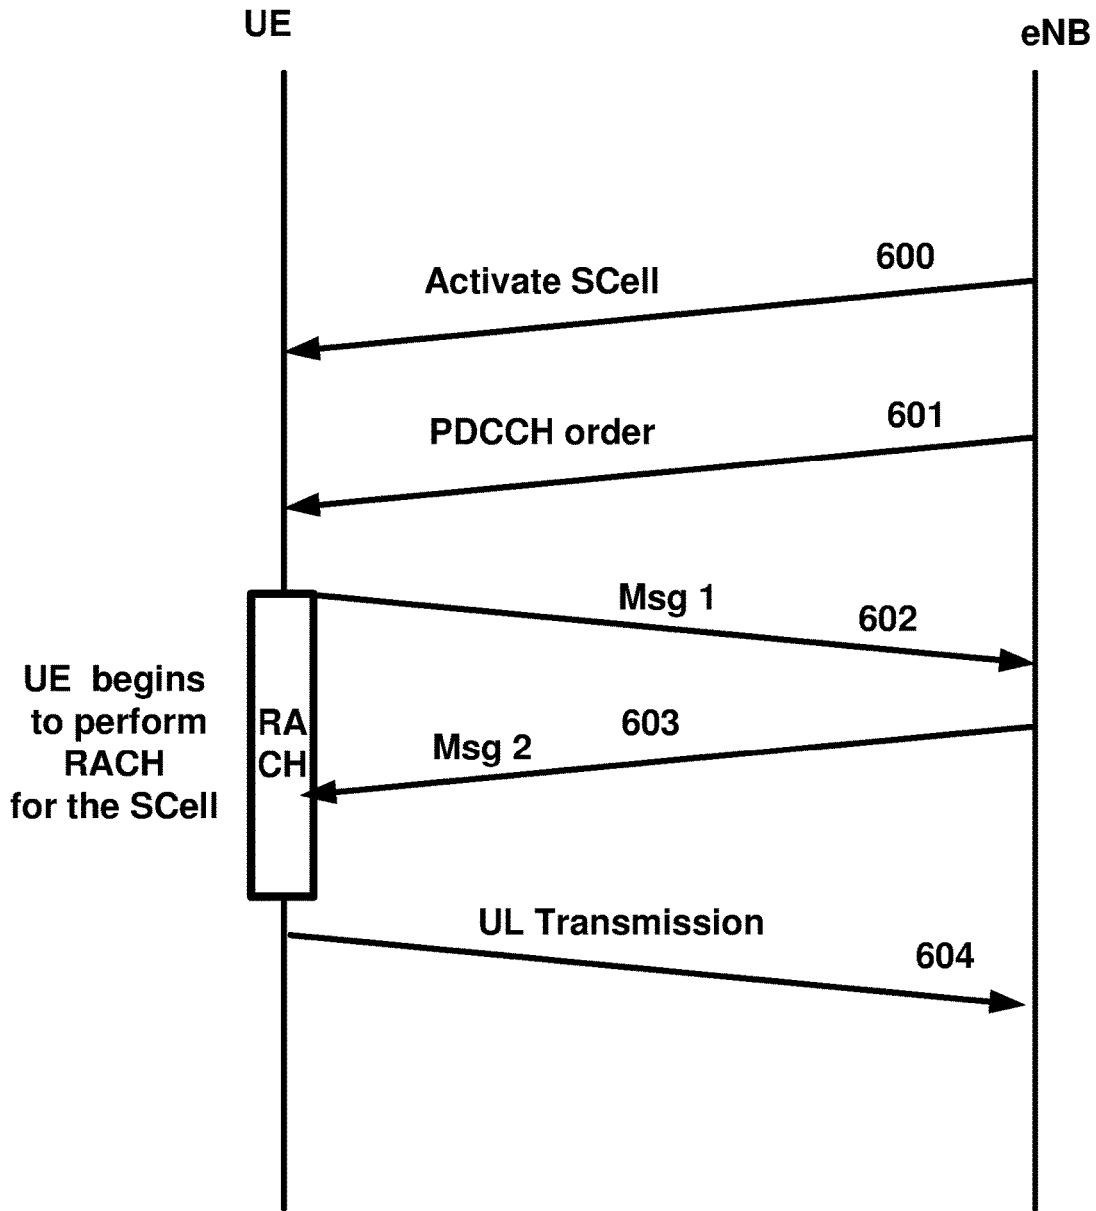 UE
eNB
600
Activate SCell
601
PDCCH order
Msg 1
602
UE begins
to perform
RACH
for the SCell
RA
CH
603
Msg 2
UL Transmission
604